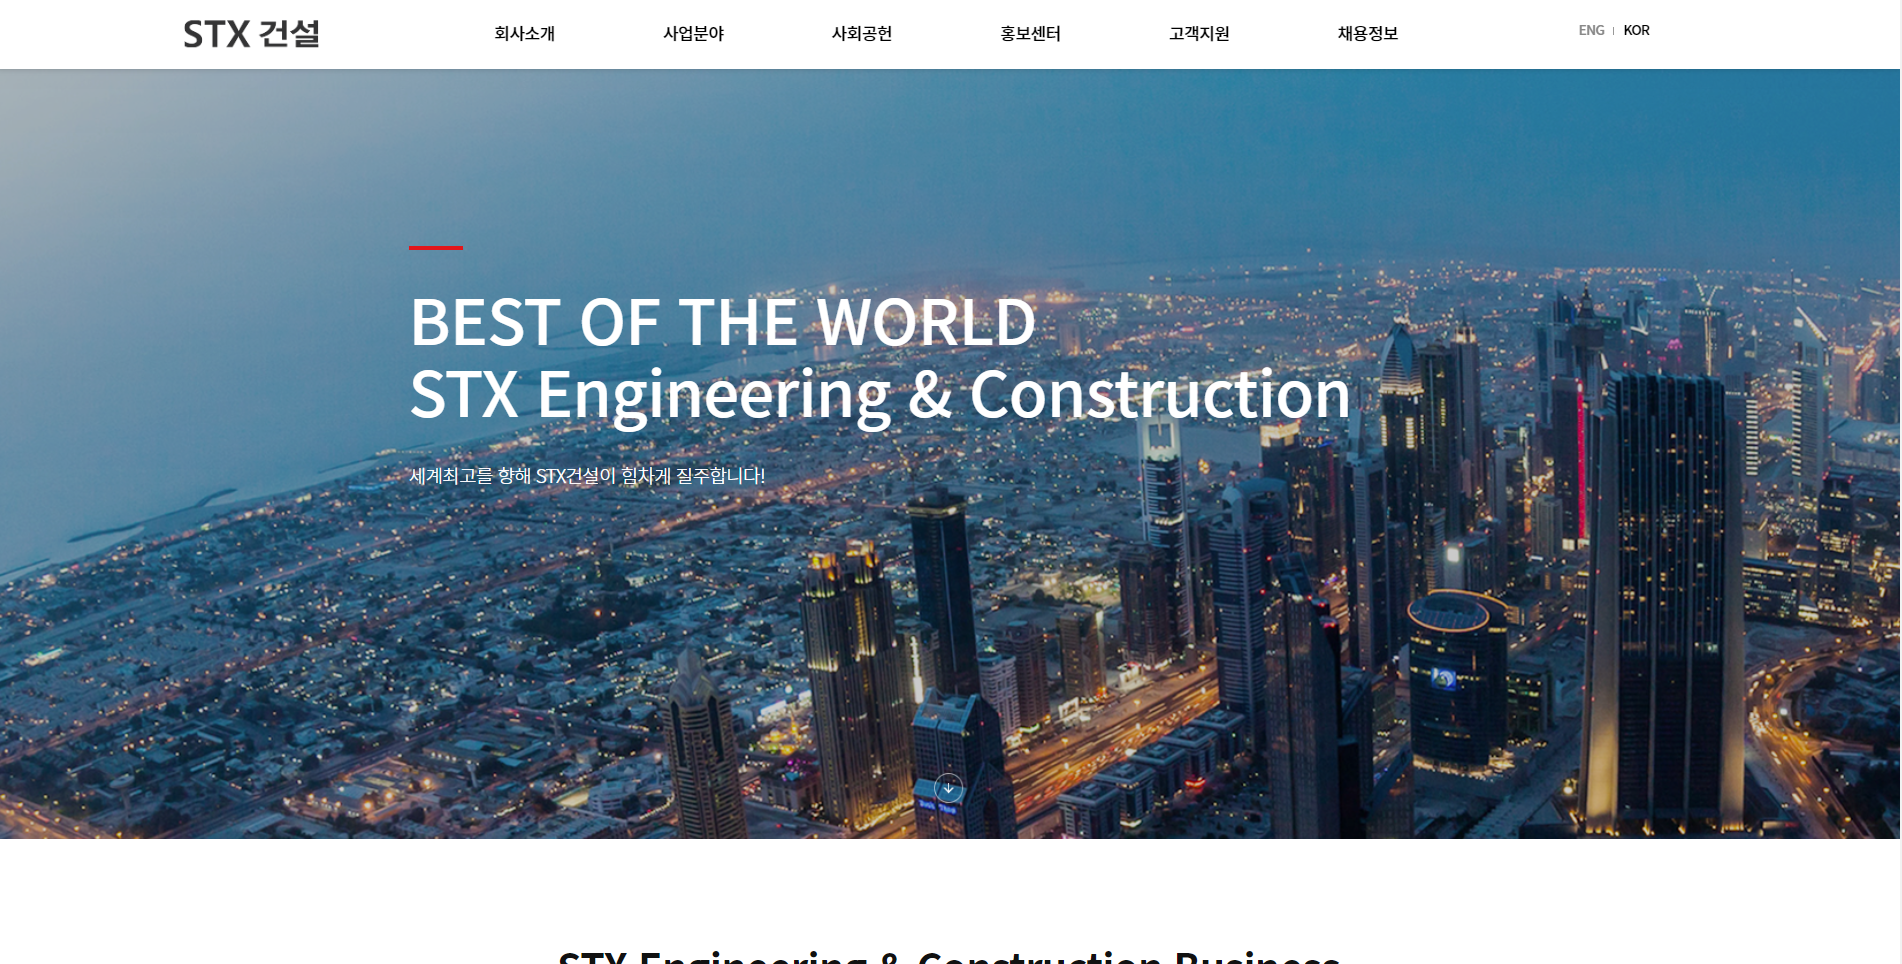 STX 건설
회사소개 사업분야 사회공헌 홍보센터 고객지원 채용정보
ENG KOR
BEST OF THE WORLD
STX Engineering & Construction
세계최고를 향해 STX건설이 힘차게 질주합니다!
STX Engineering & Construction Business